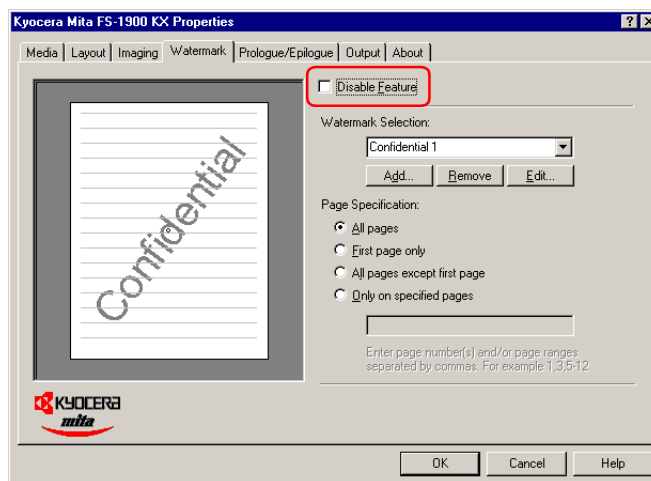 Kyocera Mita FS-1900 KX Properties
Media Layout Imaging Watermark Prologue/Epilogue Output About
Disable Feature
Watermark Selection:
Confidential 1
Add... Remove Edit...
Page Specification:
All pages
First page only
All pages except first page
Only on specified pages
Enter page number(s) and/or page ranges
separated by commas. For example 1,3,5-12
Confidential
KYOCERA
mita
OK Cancel Help